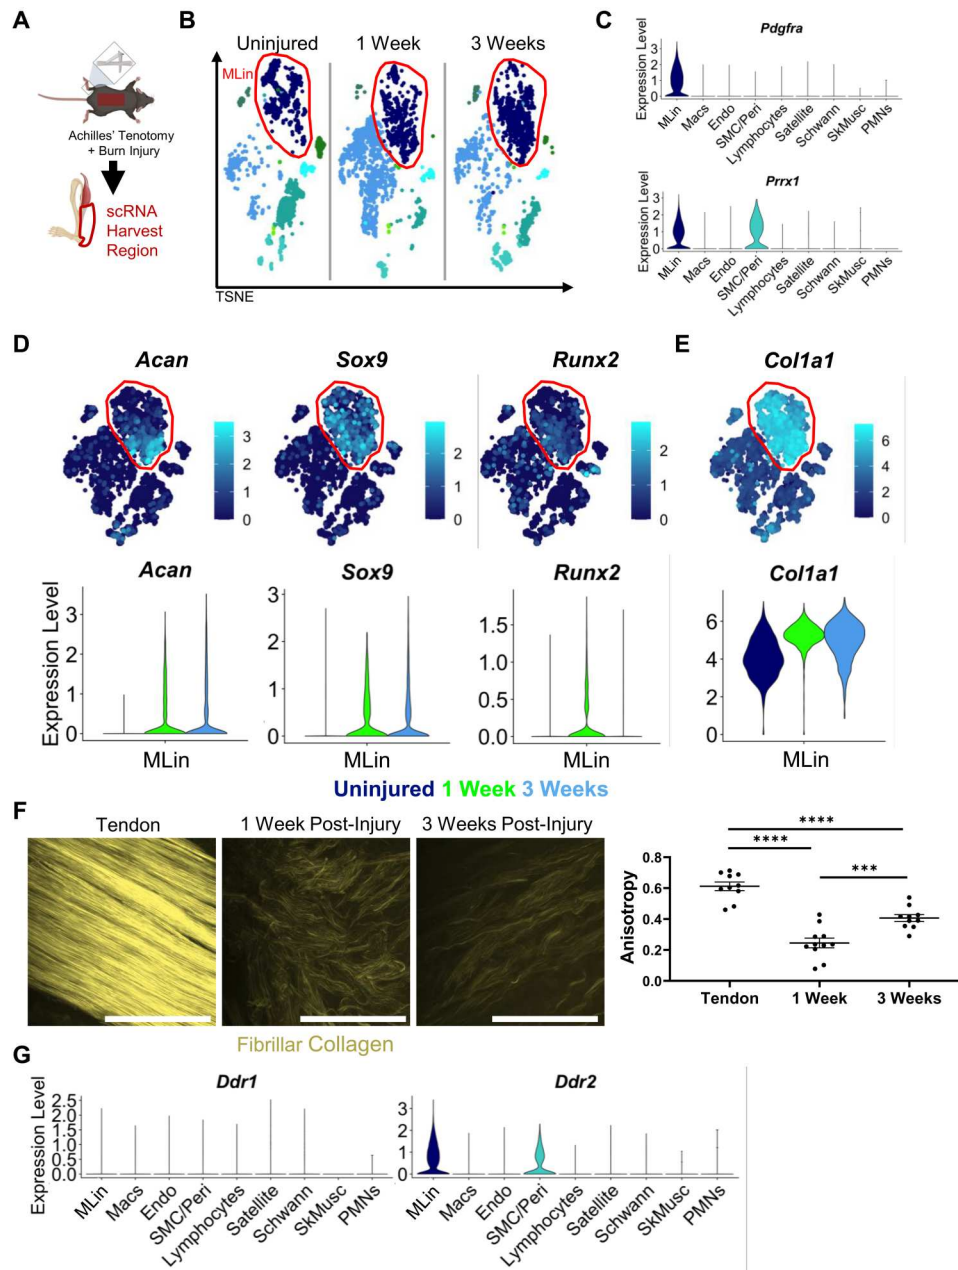 A
Achilles' Tenotomy
+ Burn Injury
scRNA
Harvest
Region
B
Uninjured
1 Week
3 Weeks
MLin
TSNE
C
Pdgfra
Expression Level
3
2
1
0
MLin
Macs
Endo
SMC/Peri
Lymphocytes
Satellite
Schwann
SkMusc
PMNs
Prrx1
Expression Level
3
2
1
0
MLin
Macs
Endo
SMC/Peri
Lymphocytes
Satellite
Schwann
SkMusc
PMNs
D
Acan
3
2
1
0
Sox9
2
1
0
Runx2
2
1
0
E
Col1a1
6
4
2
0
Acan
Expression Level
3
2
1
0
MLin
Sox9
3
2
1
0
MLin
Runx2
1.5
1.0
0.5
0.0
MLin
Col1a1
6
4
2
0
MLin
Uninjured 1 Week 3 Weeks
F
Tendon
1 Week Post-Injury
3 Weeks Post-Injury
Fibrillar Collagen
Anisotropy
0.8
0.6
0.4
0.2
0.0
****
****
***
Tendon
1 Week
3 Weeks
G
Ddr1
Expression Level
2.5
2.0
1.5
1.0
0.5
0.0
MLin
Macs
Endo
SMC/Peri
Lymphocytes
Satellite
Schwann
SkMusc
PMNs
Ddr2
3
2
1
0
MLin
Macs
Endo
SMC/Peri
Lymphocytes
Satellite
Schwann
SkMusc
PMNs